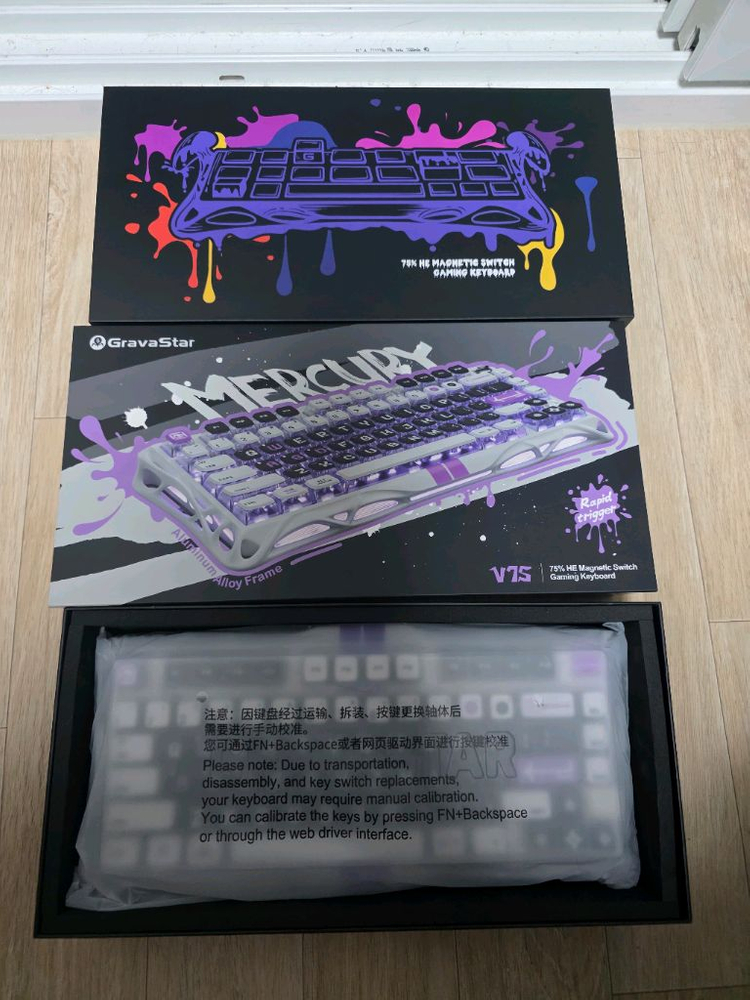 75% HE MAGNETIC SWITCH
GAMING KEYBOARD
GravaStar
MERCURY
Rapid
trigger
Aluminum Alloy Frame
V75
75% HE Magnetic Switch
Gaming Keyboard
注意：因键盘经过运输、拆装、按键更换轴体后
需要进行手动校准。
您可通过FN+Backspace或者网页驱动界面进行按键校准
Please note: Due to transportation,
disassembly, and key switch replacements,
your keyboard may require manual calibration.
You can calibrate the keys by pressing FN+Backspace
or through the web driver interface.